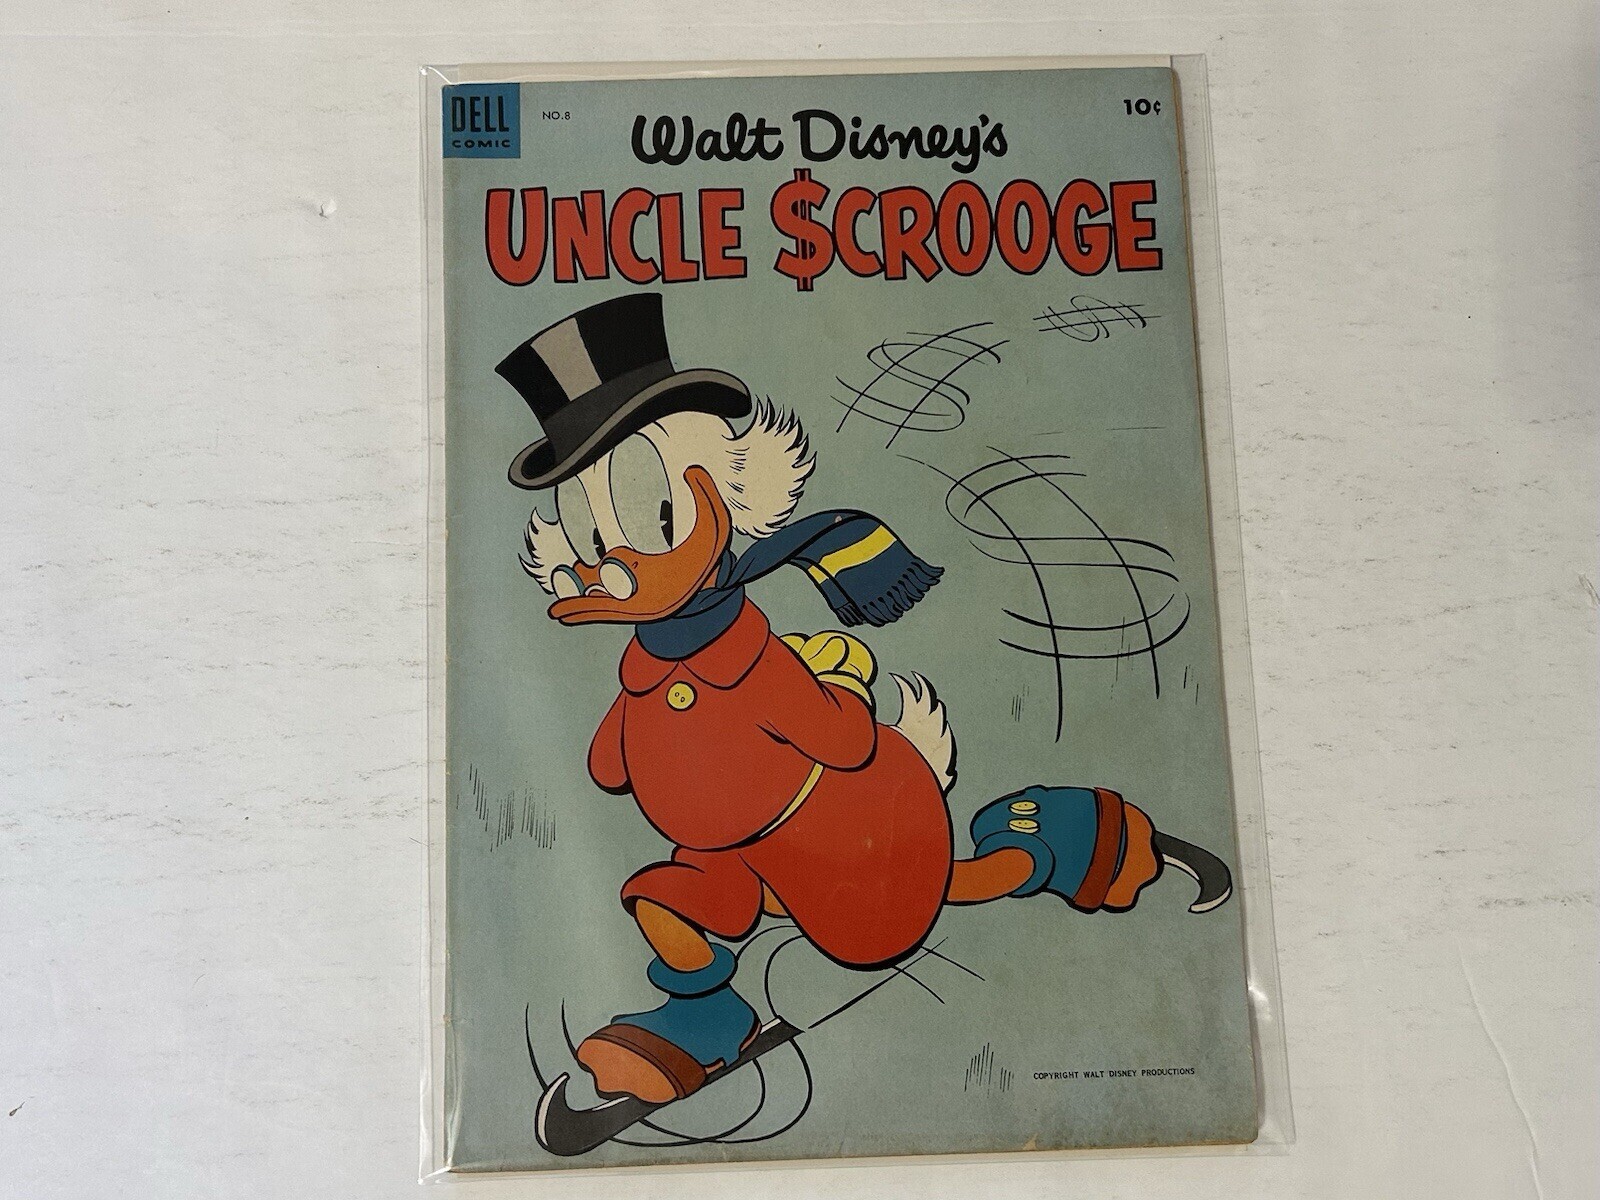 DELL
COMIC
NO.8
10¢
Walt Disney's
UNCLE $CROOGE
COPYRIGHT WALT DISNEY PRODUCTIONS